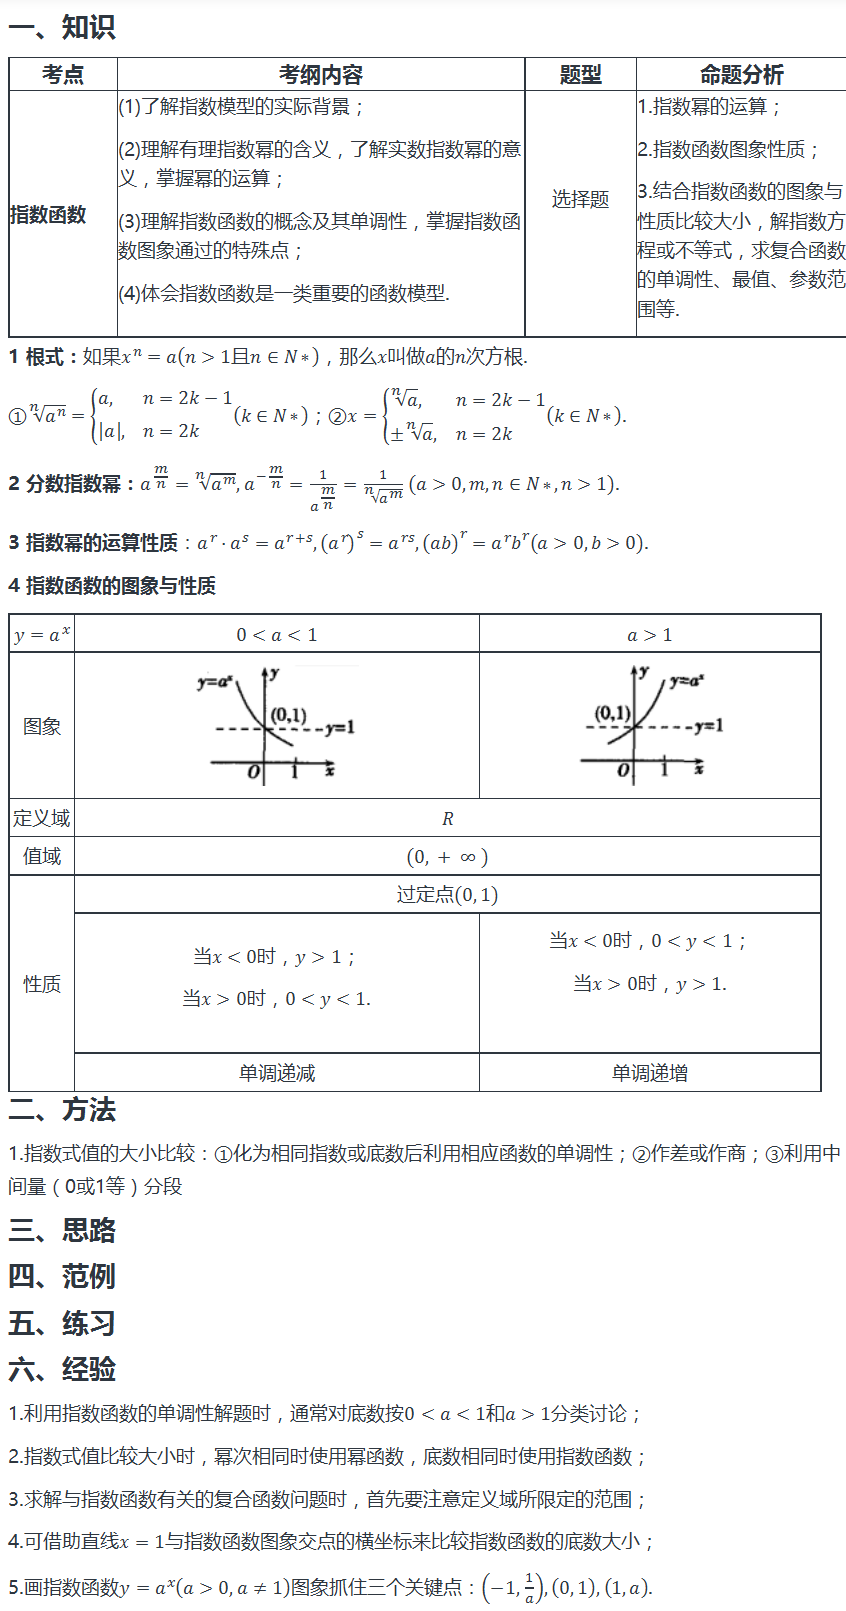 一、知识
考点 考纲内容 题型 命题分析
指数函数
(1)了解指数模型的实际背景；
(2)理解有理指数幂的含义，了解实数指数幂的意
义，掌握幂的运算；
(3)理解指数函数的概念及其单调性，掌握指数函
数图象通过的特殊点；
(4)体会指数函数是一类重要的函数模型.
选择题
1.指数幂的运算；
2.指数函数图象性质；
3.结合指数函数的图象与
性质比较大小，解指数方
程或不等式，求复合函数
的单调性、最值、参数范
围等.
1 根式：如果$x^n = a(n > 1且n ∈ N*)$，那么$x$叫做$a$的$n$次方根.
①$\sqrt[n]{a^n} = \begin{cases} a, & n = 2k-1 \\ |a|, & n = 2k \end{cases}(k ∈ N*)$；②$x = \begin{cases} \sqrt[n]{a}, & n = 2k-1 \\ ±\sqrt[n]{a}, & n = 2k \end{cases}(k ∈ N*)$.
2 分数指数幂：$a^{\frac{m}{n}} = \sqrt[n]{a^m}, a^{-\frac{m}{n}} = \frac{1}{a^{\frac{m}{n}}} = \frac{1}{\sqrt[n]{a^m}}(a > 0, m, n ∈ N*, n > 1)$.
3 指数幂的运算性质：$a^r · a^s = a^{r+s}, (a^r)^s = a^{rs}, (ab)^r = a^r b^r(a > 0, b > 0)$.
4 指数函数的图象与性质
$y = a^x$ $0 < a < 1$ $a > 1$
图象
y=a^x
y
(0,1)
y=1
O 1 x
y
y=a^x
(0,1)
y=1
O 1 x
定义域 $R$
值域 $(0, +∞)$
性质
过定点$(0, 1)$
当$x < 0$时，$y > 1$；
当$x > 0$时，$0 < y < 1$.
当$x < 0$时，$0 < y < 1$；
当$x > 0$时，$y > 1$.
单调递减 单调递增
二、方法
1.指数式值的大小比较：①化为相同指数或底数后利用相应函数的单调性；②作差或作商；③利用中
间量（0或1等）分段
三、思路
四、范例
五、练习
六、经验
1.利用指数函数的单调性解题时，通常对底数按$0 < a < 1$和$a > 1$分类讨论；
2.指数式值比较大小时，幂次相同时使用幂函数，底数相同时使用指数函数；
3.求解与指数函数有关的复合函数问题时，首先要注意定义域所限定的范围；
4.可借助直线$x = 1$与指数函数图象交点的横坐标来比较指数函数的底数大小；
5.画指数函数$y = a^x(a > 0, a ≠ 1)$图象抓住三个关键点：$(-1, \frac{1}{a}), (0, 1), (1, a)$.